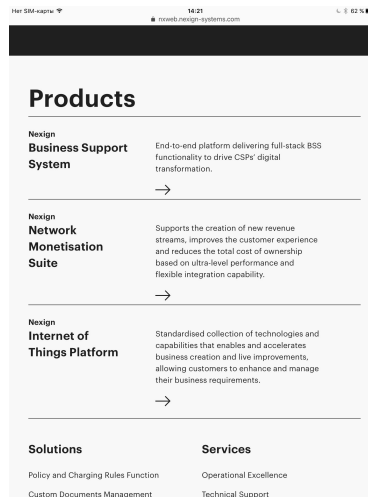 Нет SIM-карты
14:21
62 %
nxweb.nexign-systems.com
Products
Nexign
Business Support
System
End-to-end platform delivering full-stack BSS
functionality to drive CSPs' digital
transformation.
Nexign
Network
Monetisation
Suite
Supports the creation of new revenue
streams, improves the customer experience
and reduces the total cost of ownership
based on ultra-level performance and
flexible integration capability.
Nexign
Internet of
Things Platform
Standardised collection of technologies and
capabilities that enables and accelerates
business creation and live improvements,
allowing customers to enhance and manage
their business requirements.
Solutions
Services
Policy and Charging Rules Function
Operational Excellence
Custom Documents Management
Technical Support